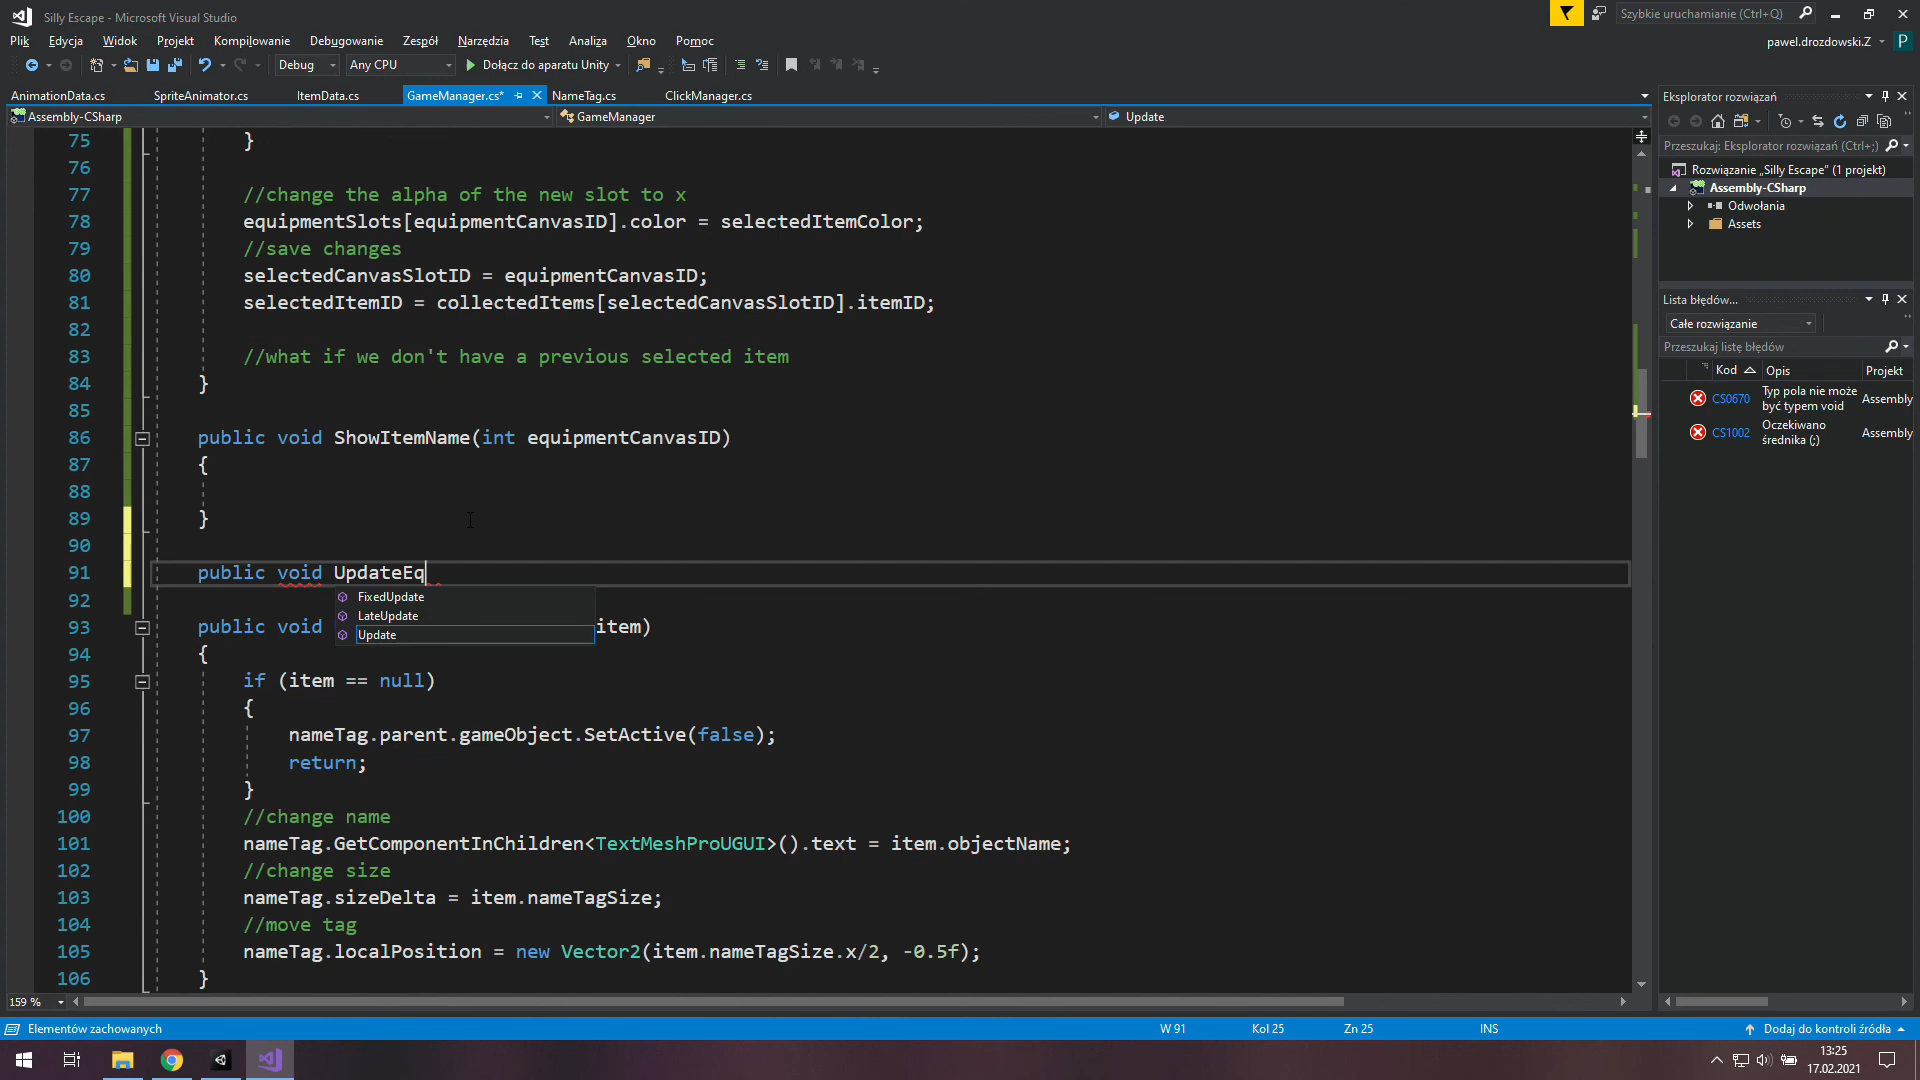 Silly Escape - Microsoft Visual Studio
Szybkie uruchamianie (Ctrl+Q)
Plik Edycja Widok Projekt Kompilowanie Debugowanie Zespół Narzędzia Test Analiza Okno Pomoc
pawel.drozdowski.Z
P
Debug Any CPU Dołącz do aparatu Unity
AnimationData.cs SpriteAnimator.cs ItemData.cs GameManager.cs* NameTag.cs ClickManager.cs
Assembly-CSharp GameManager Update
75 }
76
77 //change the alpha of the new slot to x
78 equipmentSlots[equipmentCanvasID].color = selectedItemColor;
79 //save changes
80 selectedCanvasSlotID = equipmentCanvasID;
81 selectedItemID = collectedItems[selectedCanvasSlotID].itemID;
82
83 //what if we don't have a previous selected item
84 }
85
86 public void ShowItemName(int equipmentCanvasID)
87 {
88
89 }
90
91 public void UpdateEq
92
FixedUpdate
LateUpdate
Update
93 public void item)
94 {
95 if (item == null)
96 {
97 nameTag.parent.gameObject.SetActive(false);
98 return;
99 }
100 //change name
101 nameTag.GetComponentInChildren<TextMeshProUGUI>().text = item.objectName;
102 //change size
103 nameTag.sizeDelta = item.nameTagSize;
104 //move tag
105 nameTag.localPosition = new Vector2(item.nameTagSize.x/2, -0.5f);
106 }
159 %
Eksplorator rozwiązań
Przeszukaj: Eksplorator rozwiązań (Ctrl+;)
Rozwiązanie „Silly Escape” (1 projekt)
Assembly-CSharp
Odwołania
Assets
Lista błędów...
Całe rozwiązanie
Przeszukaj listę błędów
Kod Opis Projekt
CS0670 Typ pola nie może być typem void Assembly
CS1002 Oczekiwano średnika (;) Assembly
Elementów zachowanych
W 91 Kol 25 Zn 25 INS
Dodaj do kontroli źródła
13:25
17.02.2021